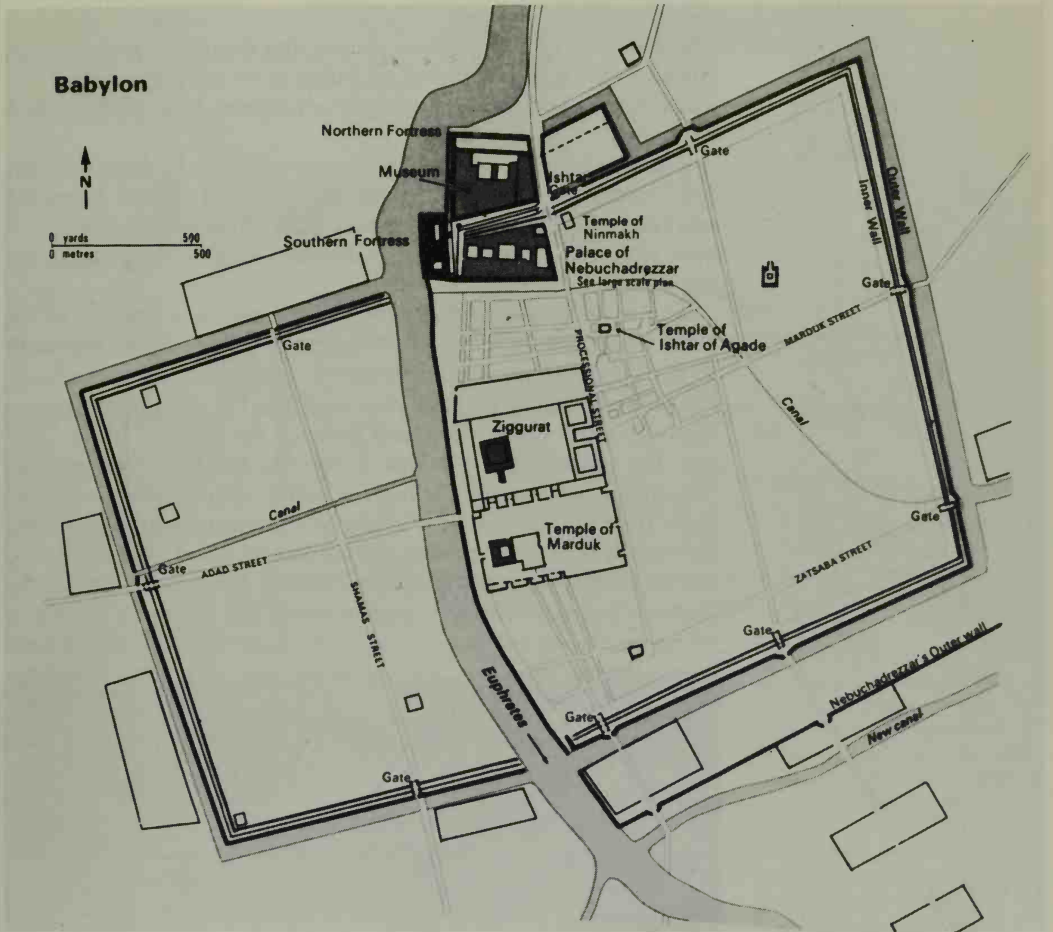 Babylon
N
0 yards 500
0 metres 500
Northern Fortress
Museum
Southern Fortress
Ishtar
Gate
Gate
Temple of
Ninmakh
Palace of
Nebuchadrezzar
See large scale plan
Outer Wall
Inner Wall
Gate
MARDUK STREET
Temple of
Ishtar of Agade
PROCESSIONAL STREET
Gate
Canal
Ziggurat
Canal
Gate
Temple of
Marduk
Gate
ADAD STREET
SHAMAS STREET
ZATSABA STREET
Gate
Euphrates
Nebuchadrezzar's Outer wall
New canal
Gate
Gate